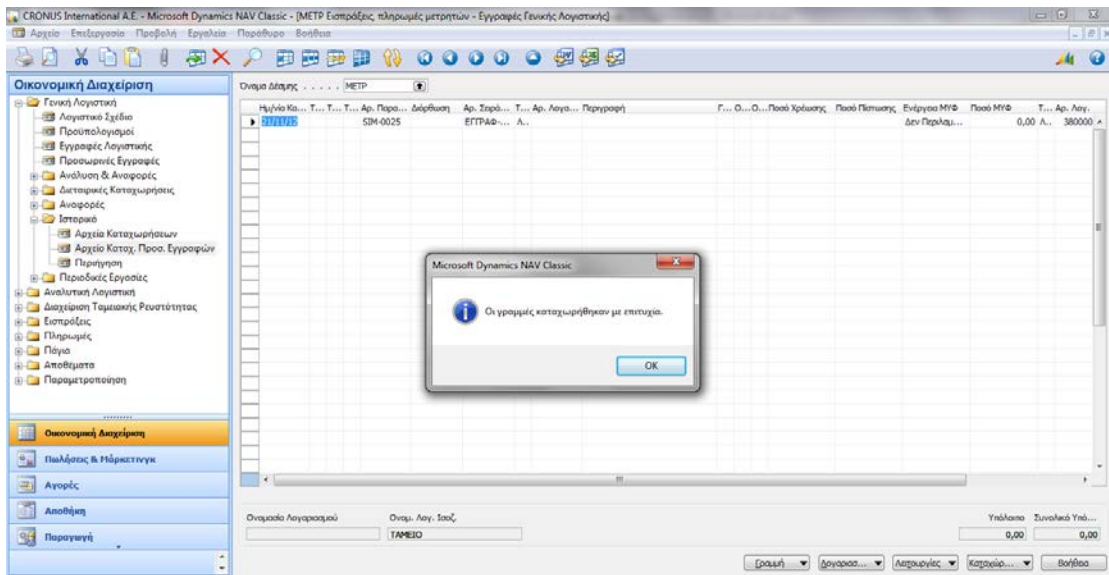 CRONUS International A.E. - Microsoft Dynamics NAV Classic - [ΜΕΤΡ Εισπράξεις, πληρωμές μετρητών - Εγγραφές Γενικής Λογιστικής]
Αρχείο Επεξεργασία Προβολή Εργαλεία Παράθυρο Βοήθεια
Οικονομική Διαχείριση
Γενική Λογιστική
Λογιστικό Σχέδιο
Προϋπολογισμοί
Εγγραφές Λογιστικής
Προσωρινές Εγγραφές
Ανάλυση & Αναφορές
Διεταιρικές Καταχωρήσεις
Αναφορές
Ιστορικό
Αρχεία Καταχωρήσεων
Αρχείο Καταχ. Προσ. Εγγραφών
Περιήγηση
Περιοδικές Εργασίες
Αναλυτική Λογιστική
Διαχείριση Ταμειακής Ρευστότητας
Εισπράξεις
Πληρωμές
Πάγια
Αποθέματα
Παραμετροποίηση
Οικονομική Διαχείριση
Πωλήσεις & Μάρκετινγκ
Αγορές
Αποθήκη
Παραγωγή
Όνομα Δέσμης . . . . . ΜΕΤΡ
Ημ/νία Κα... Τ... Τ... Τ... Αρ. Παρα... Διόρθωση Αρ. Σειρά... Τ... Αρ. Λογα... Περιγραφή Γ... Ο...Ο...Ποσό Χρέωσης Ποσό Πίστωσης Ενέργεια ΜΥΦ Ποσό ΜΥΦ Τ... Αρ. Λογ.
21/11/12 SIM-0025 ΕΓΓΡΑΦ-... Λ... Δεν Περιλαμ... 0,00 Λ... 380000
Microsoft Dynamics NAV Classic
Οι γραμμές καταχωρήθηκαν με επιτυχία.
OK
Ονομασία Λογαριασμού Ονομ. Λογ. Ισοζ. Υπόλοιπο Συνολικό Υπό...
ΤΑΜΕΙΟ 0,00 0,00
Γραμμή Λογαριασ... Λειτουργίες Καταχώρ... Βοήθεια